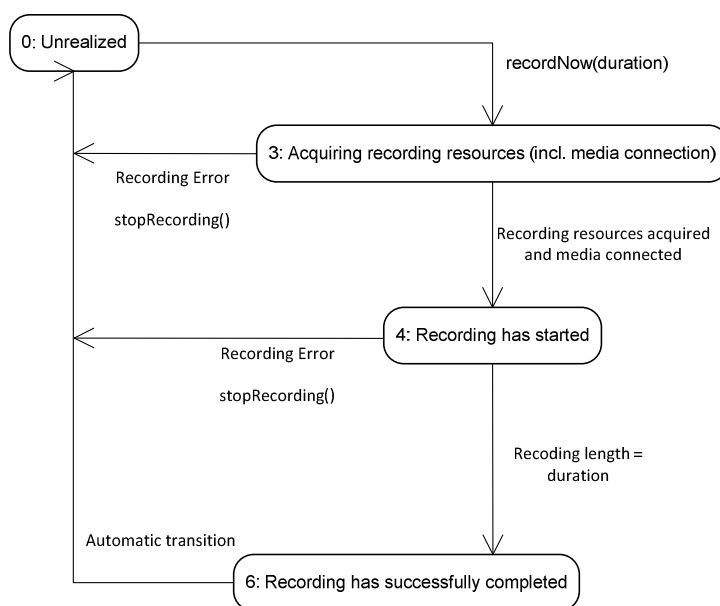 0: Unrealized
recordNow(duration)
3: Acquiring recording resources (incl. media connection)
Recording Error
stopRecording()
Recording resources acquired
and media connected
4: Recording has started
Recording Error
stopRecording()
Recoding length =
duration
Automatic transition
6: Recording has successfully completed